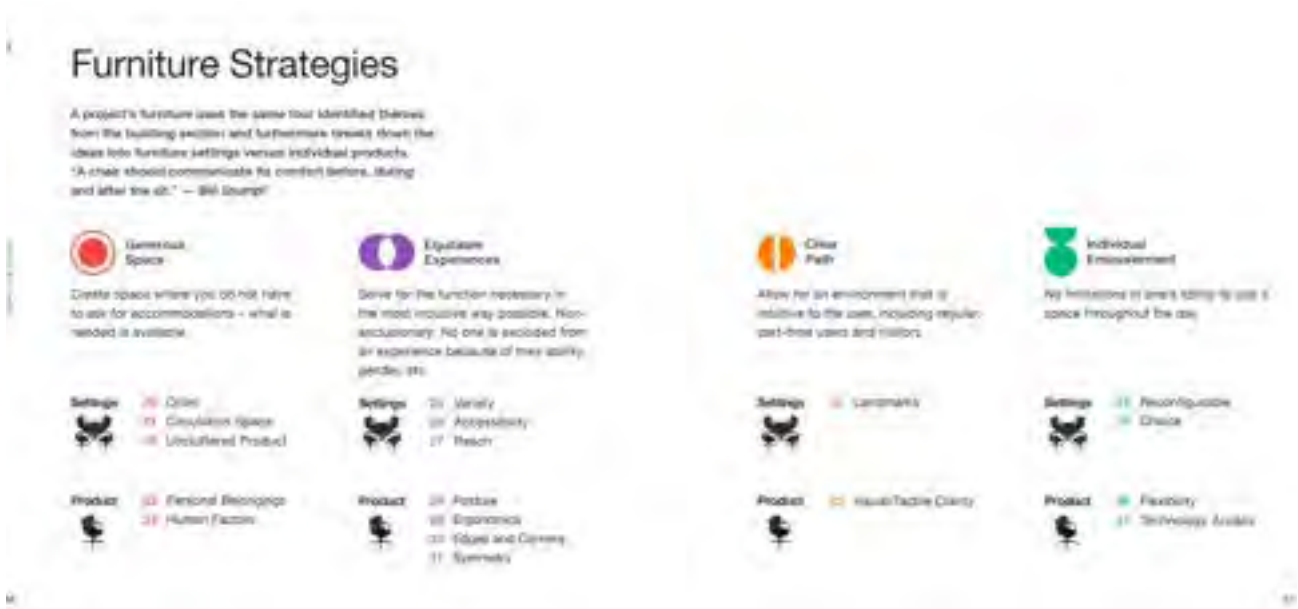 Furniture Strategies
A project's furniture uses the same four identified themes
from the building section and furthermore breaks down the
ideas into furniture settings versus individual products.
"A chair should communicate its comfort before, during
and after the sit." — Bill Stumpf
Generous
Space
Create space where you do not have
to ask for accommodations – what is
needed is available.
Settings
Circulation Space
Uncluttered Product
Product
Personal Belongings
Human Factors
Equitable
Experiences
Serve for the function necessary in
the most inclusive way possible. Non-
exclusionary. No one is excluded from
an experience because of they ability,
gender, etc.
Settings
Variety
Accessibility
Reach
Product
Posture
Ergonomics
Edges and Corners
Symmetry
Clear
Path
Allow for an environment that is
intuitive to the user, including regular,
part-time users and visitors.
Settings
Landmarks
Product
Visual/Tactile Clarity
Individual
Empowerment
No limitations in one's ability to use a
space throughout the day.
Settings
Reconfigurable
Choice
Product
Flexibility
Technology Access